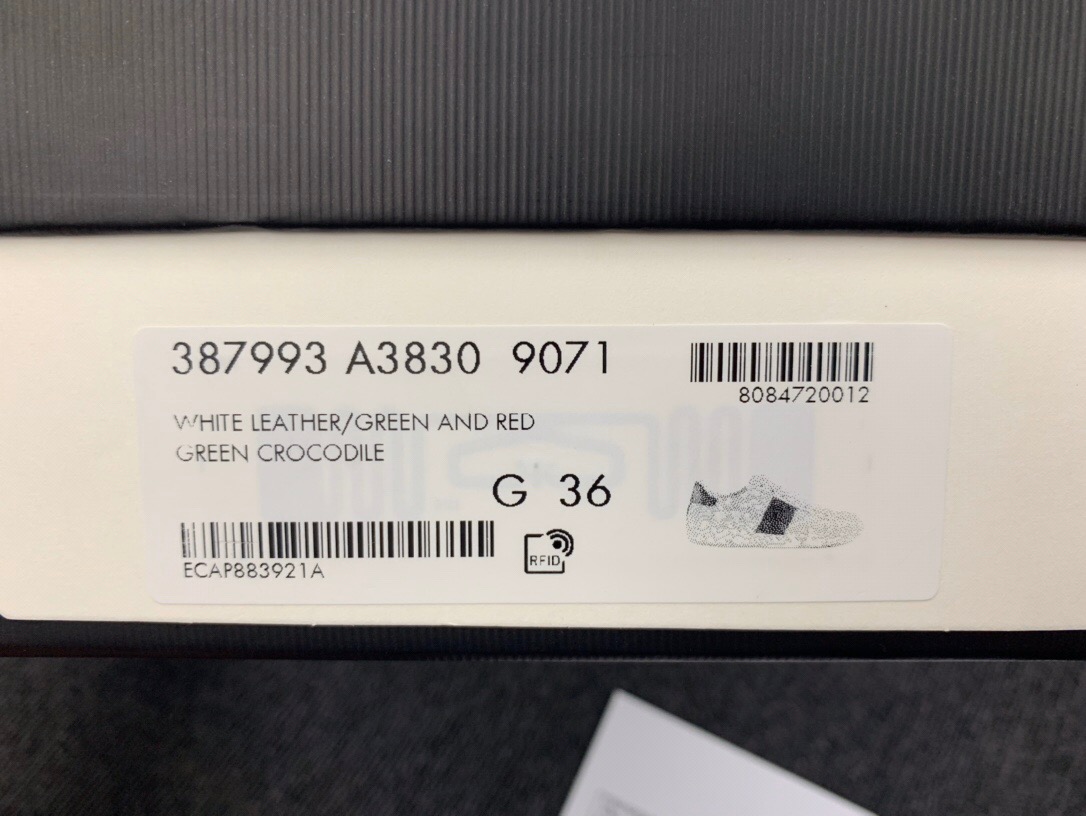 387993 A3830 9071
8084720012
WHITE LEATHER/GREEN AND RED
GREEN CROCODILE
G 36
ECAP883921A
RFID